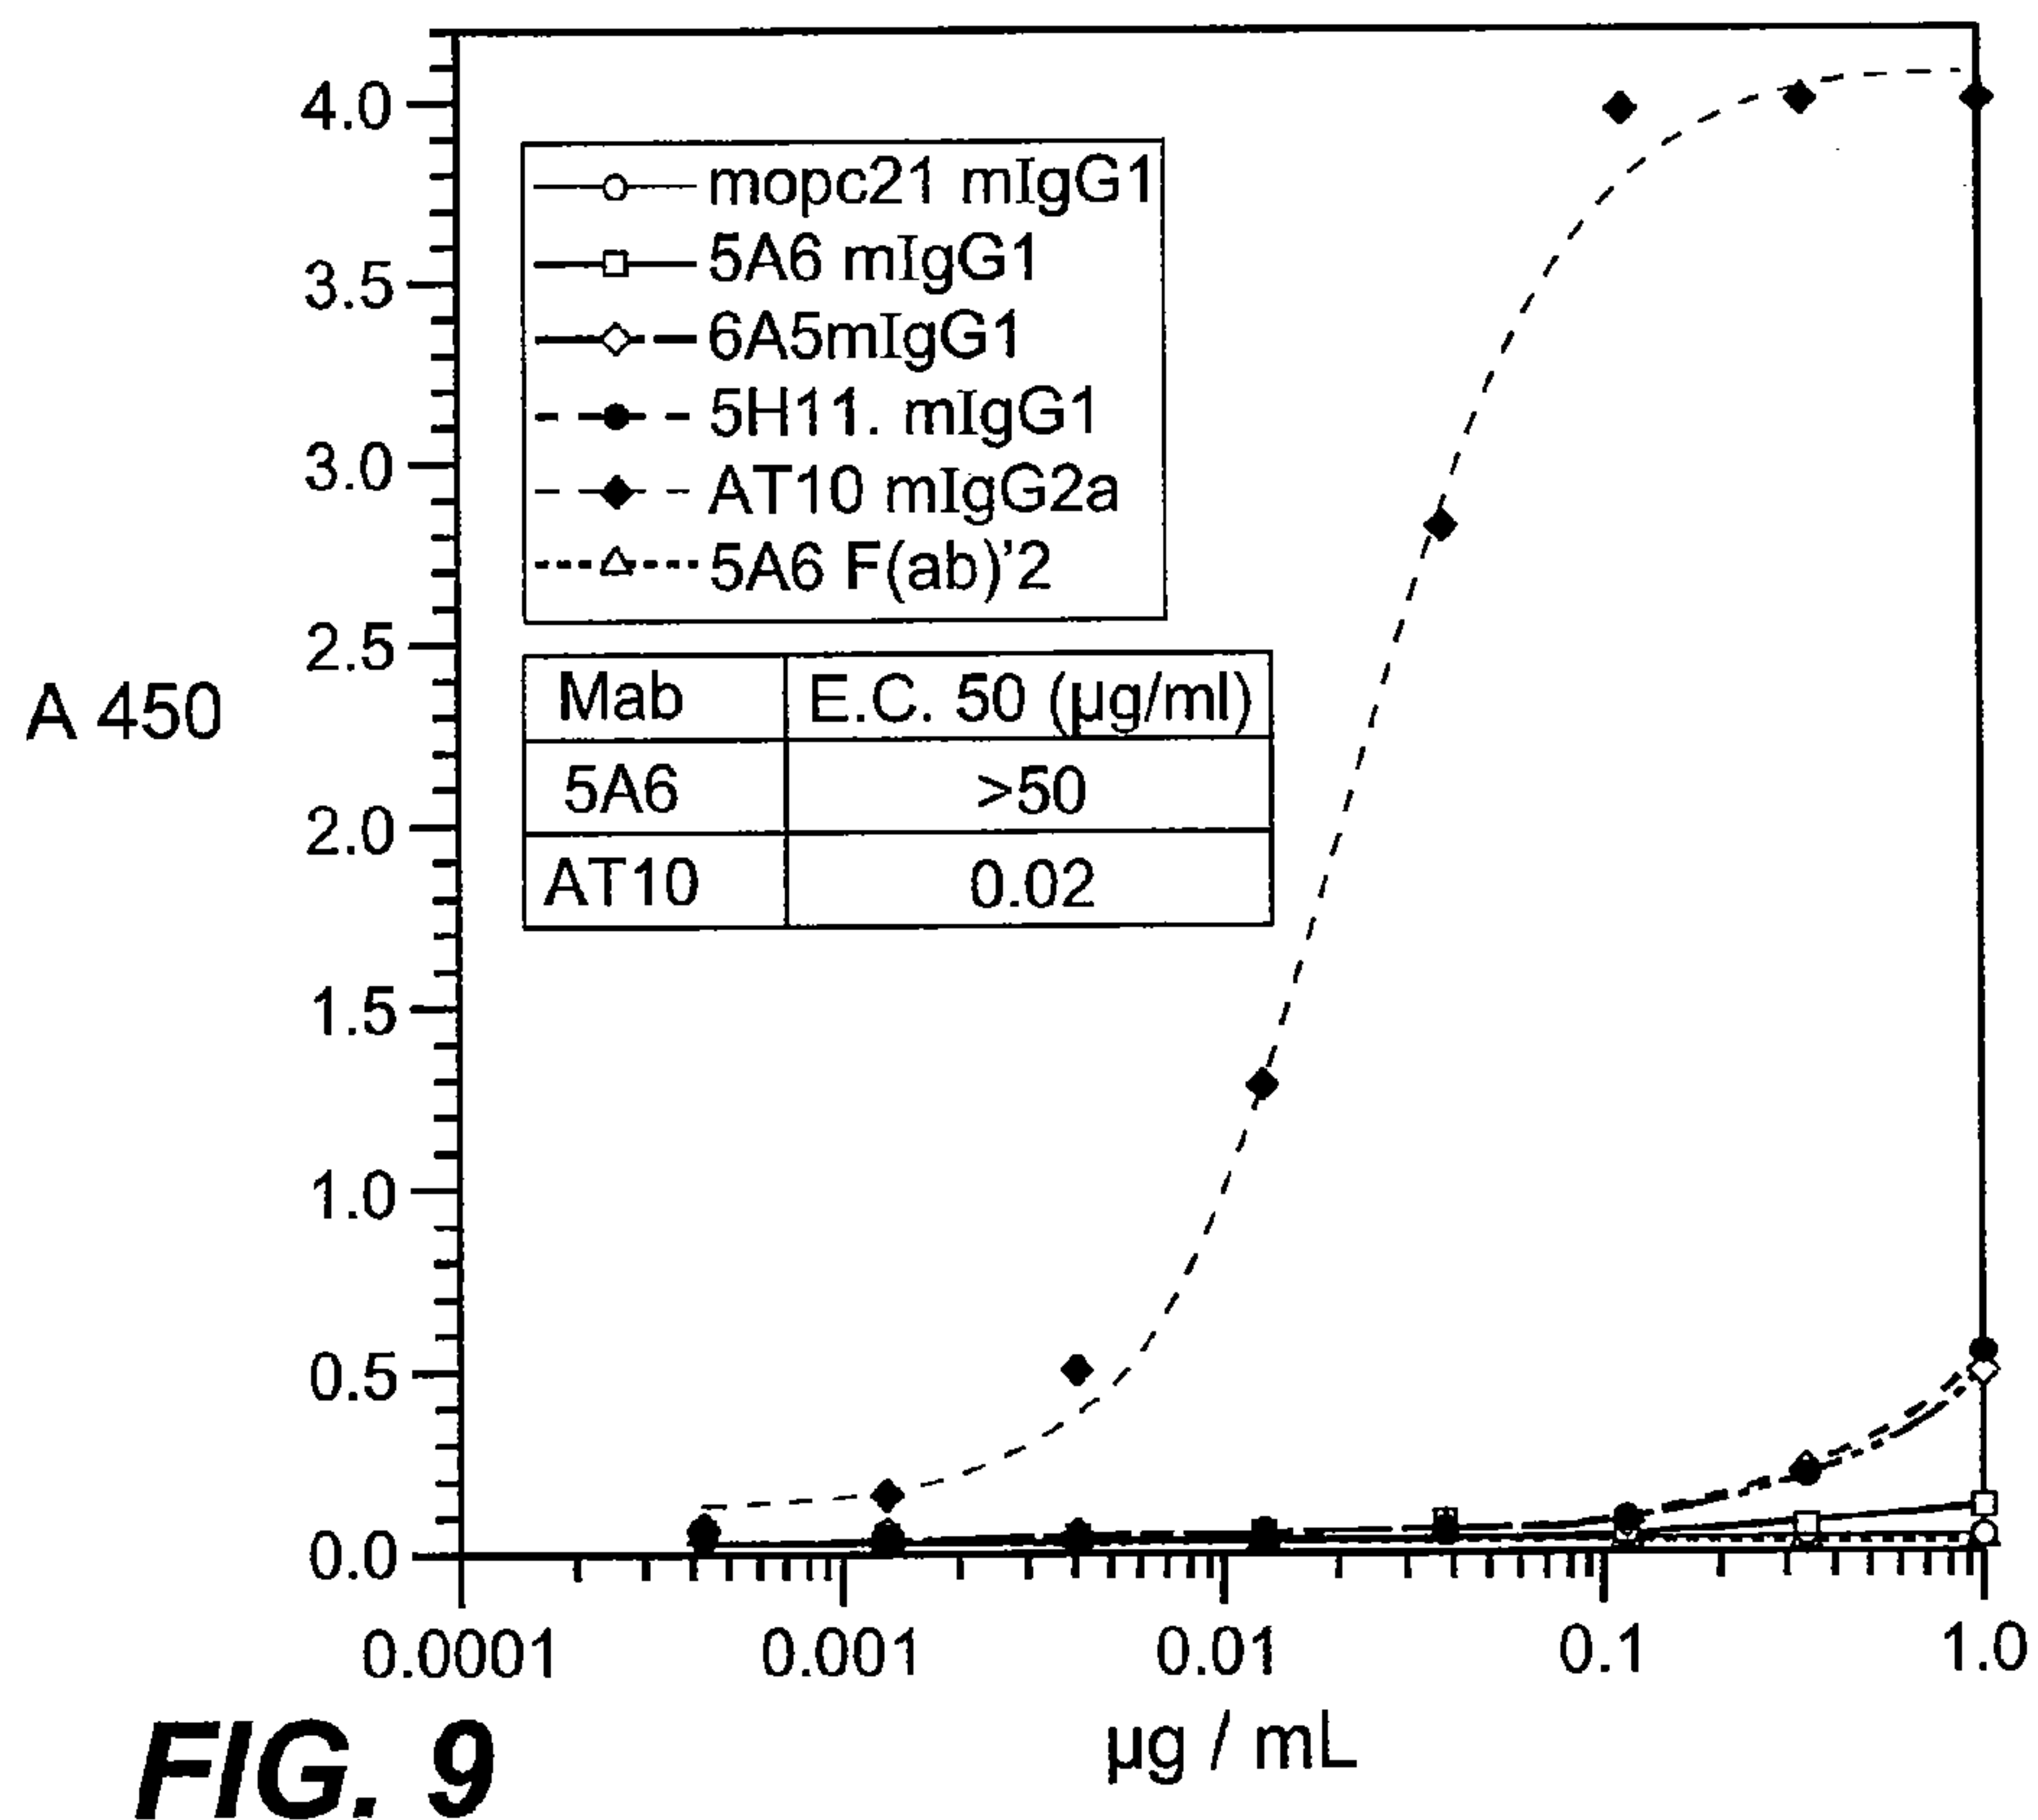 4.0
3.5
3.0
2.5
2.0
1.5
1.0
0.5
0.0
A 450
mopc21 mIgG1
5A6 mIgG1
6A5mIgG1
5H11. mIgG1
AT10 mIgG2a
5A6 F(ab)'2
Mab E.C. 50 (µg/ml)
5A6 >50
AT10 0.02
0.0001 0.001 0.01 0.1 1.0
µg / mL
FIG. 9